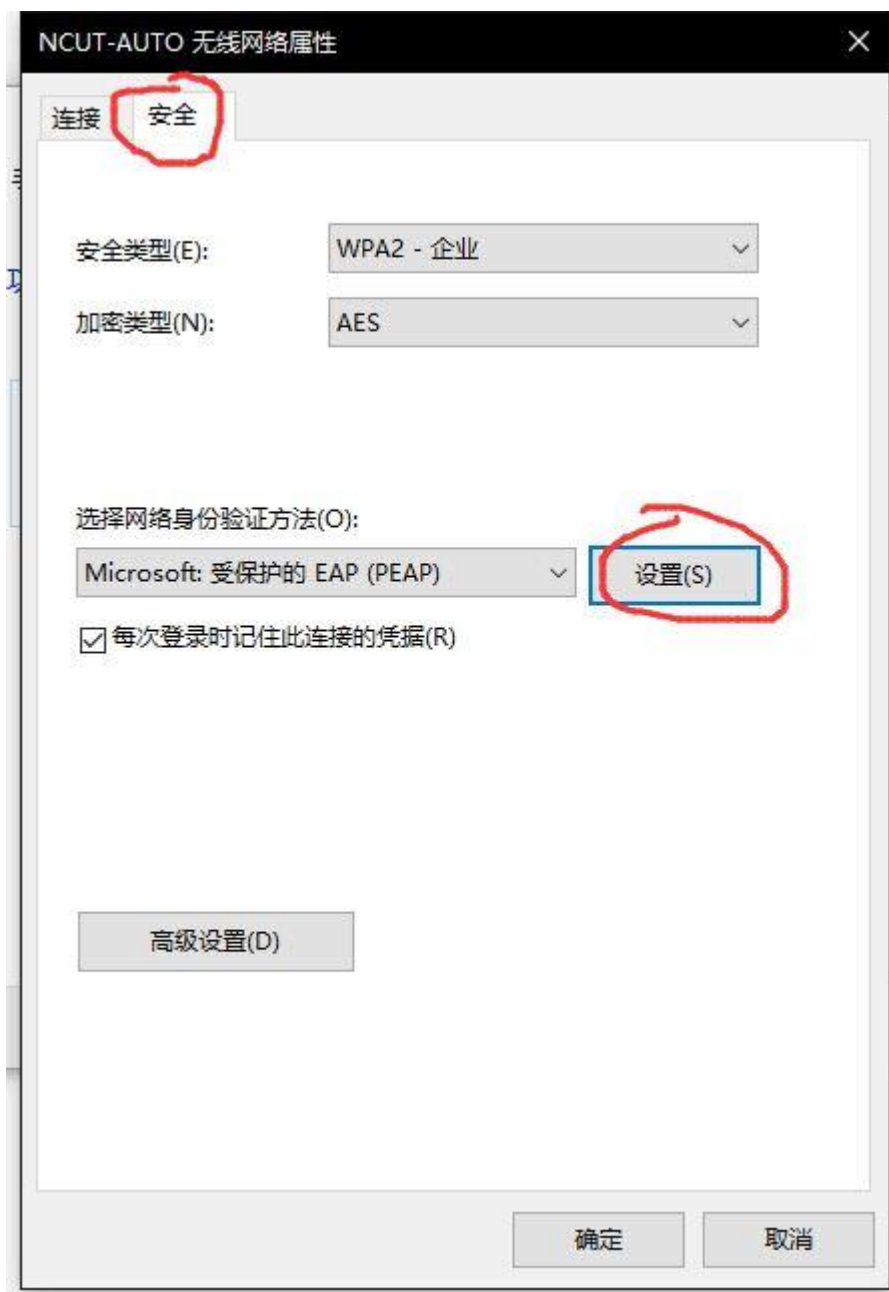 NCUT-AUTO 无线网络属性
连接
安全
安全类型(E):
WPA2 - 企业
加密类型(N):
AES
选择网络身份验证方法(O):
Microsoft: 受保护的 EAP (PEAP)
设置(S)
每次登录时记住此连接的凭据(R)
高级设置(D)
确定
取消